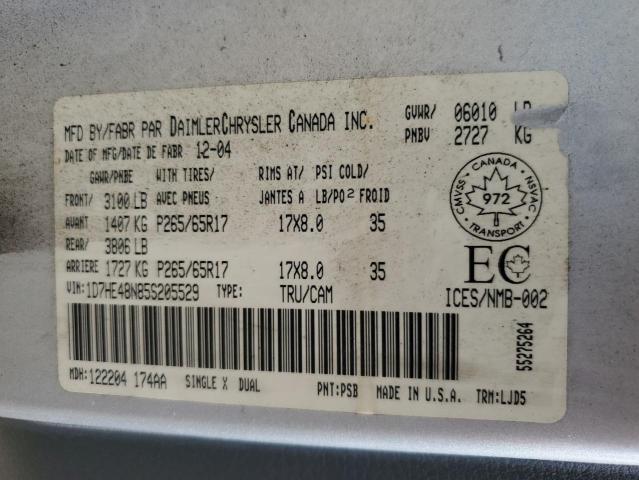 MFD BY/FABR PAR DAIMLERCHRYSLER CANADA INC. GVWR/ 06010 LB
DATE OF MFG/DATE DE FABR 12-04 PNBV 2727 KG
GAWR/PNBE WITH TIRES/ RIMS AT/ PSI COLD/
FRONT/ 3100 LB AVEC PNEUS JANTES A LB/PO² FROID
AVANT 1407 KG P265/65R17 17X8.0 35
REAR/ 3806 LB
ARRIERE 1727 KG P265/65R17 17X8.0 35
VIN: 1D7HE48N85S205529 TYPE: TRU/CAM
CANADA
CMVSS NSVAC
972
TRANSPORT
EC
ICES/NMB-002
55275264
MDH: 122204 174AA SINGLE X DUAL PNT: PSB MADE IN U.S.A. TRM: LJD5